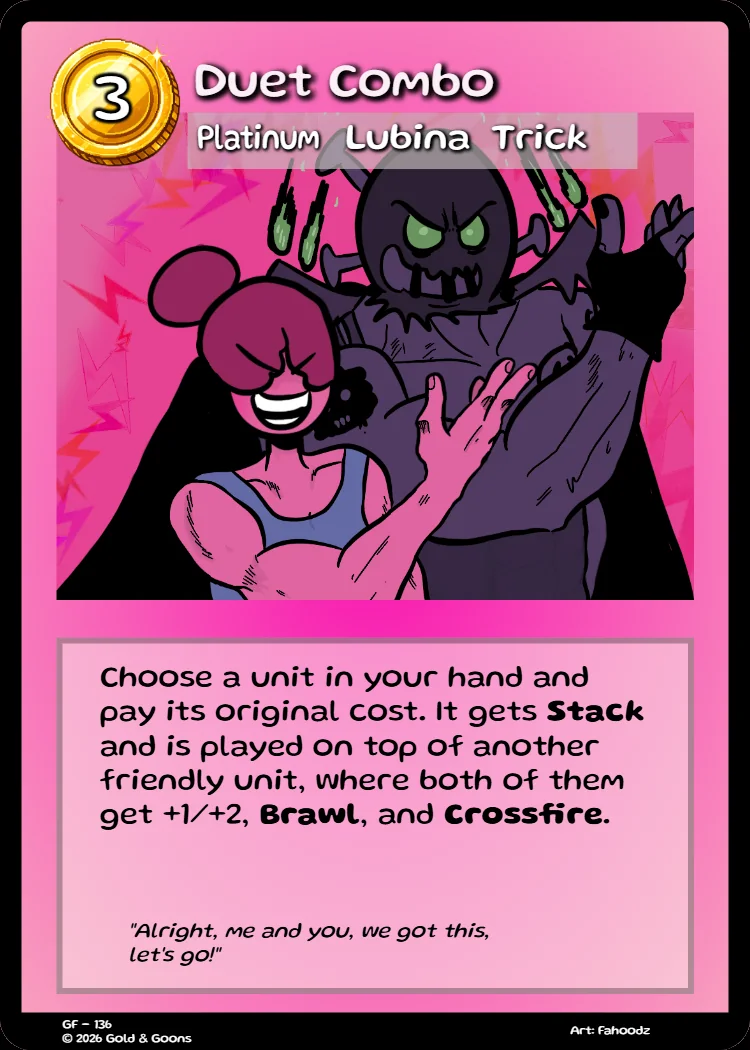 3
Duet Combo
Platinum Lubina Trick
Choose a unit in your hand and
pay its original cost. It gets Stack
and is played on top of another
friendly unit, where both of them
get +1/+2, Brawl, and Crossfire.
"Alright, me and you, we got this,
let's go!"
GF - 136
© 2026 Gold & Goons
Art: Fahoodz